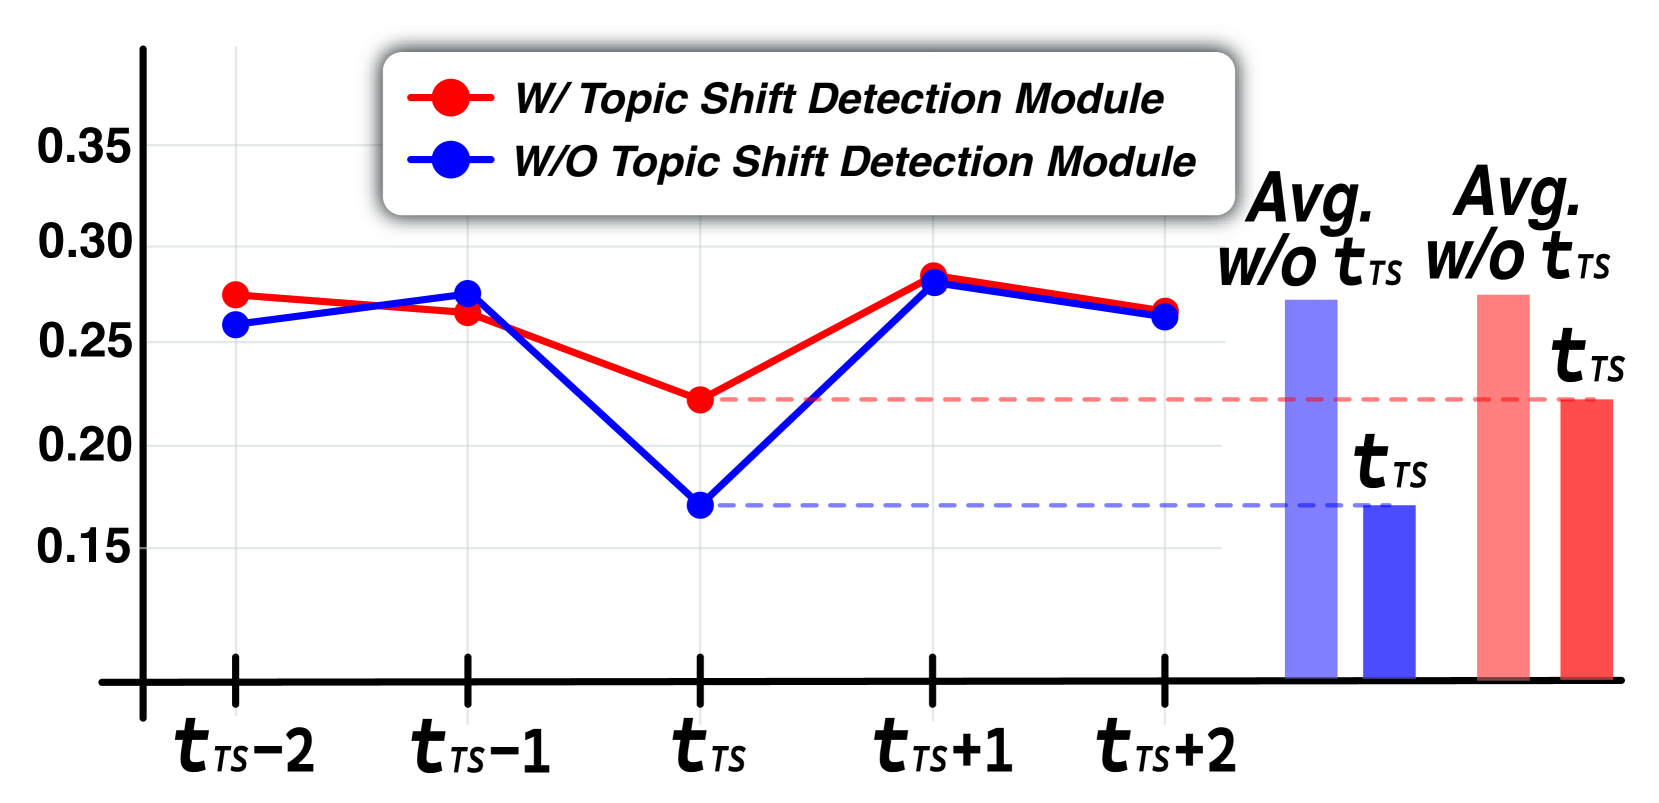 W/ Topic Shift Detection Module
W/O Topic Shift Detection Module
0.35
0.30
0.25
0.20
0.15
Avg.
w/o tTS
Avg.
w/o tTS
tTS
tTS
tTS−2
tTS−1
tTS
tTS+1
tTS+2